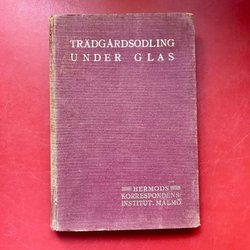 TRÄDGÅRDSODLING
UNDER GLAS
HERMODS
KORRESPONDENS-
INSTITUT, MALMÖ